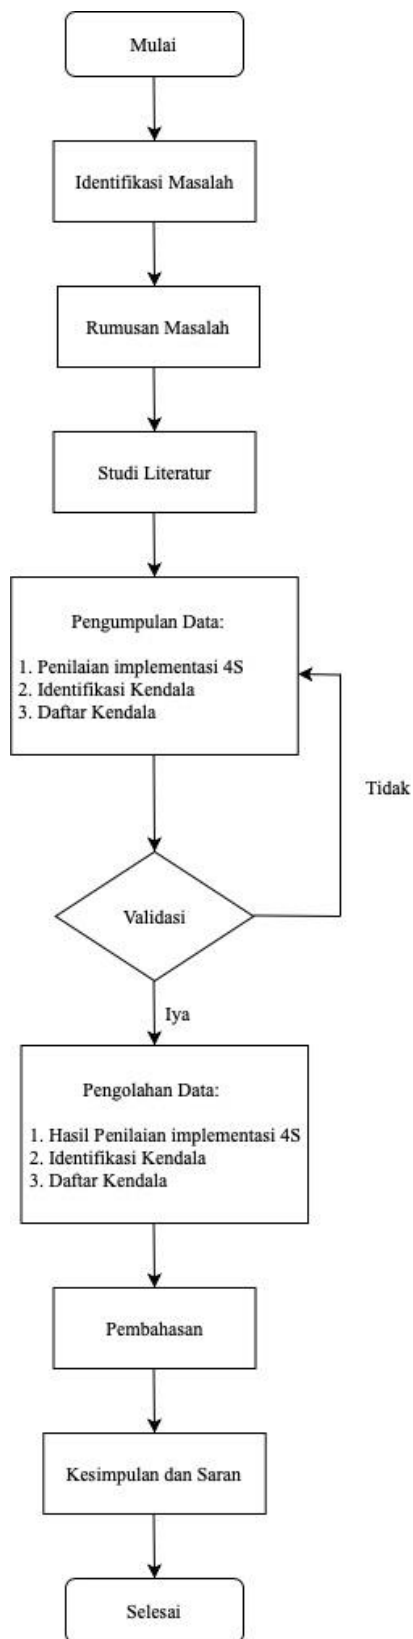 Mulai
Identifikasi Masalah
Rumusan Masalah
Studi Literatur
Pengumpulan Data:
1. Penilaian implementasi 4S
2. Identifikasi Kendala
3. Daftar Kendala
Tidak
Validasi
Iya
Pengolahan Data:
1. Hasil Penilaian implementasi 4S
2. Identifikasi Kendala
3. Daftar Kendala
Pembahasan
Kesimpulan dan Saran
Selesai